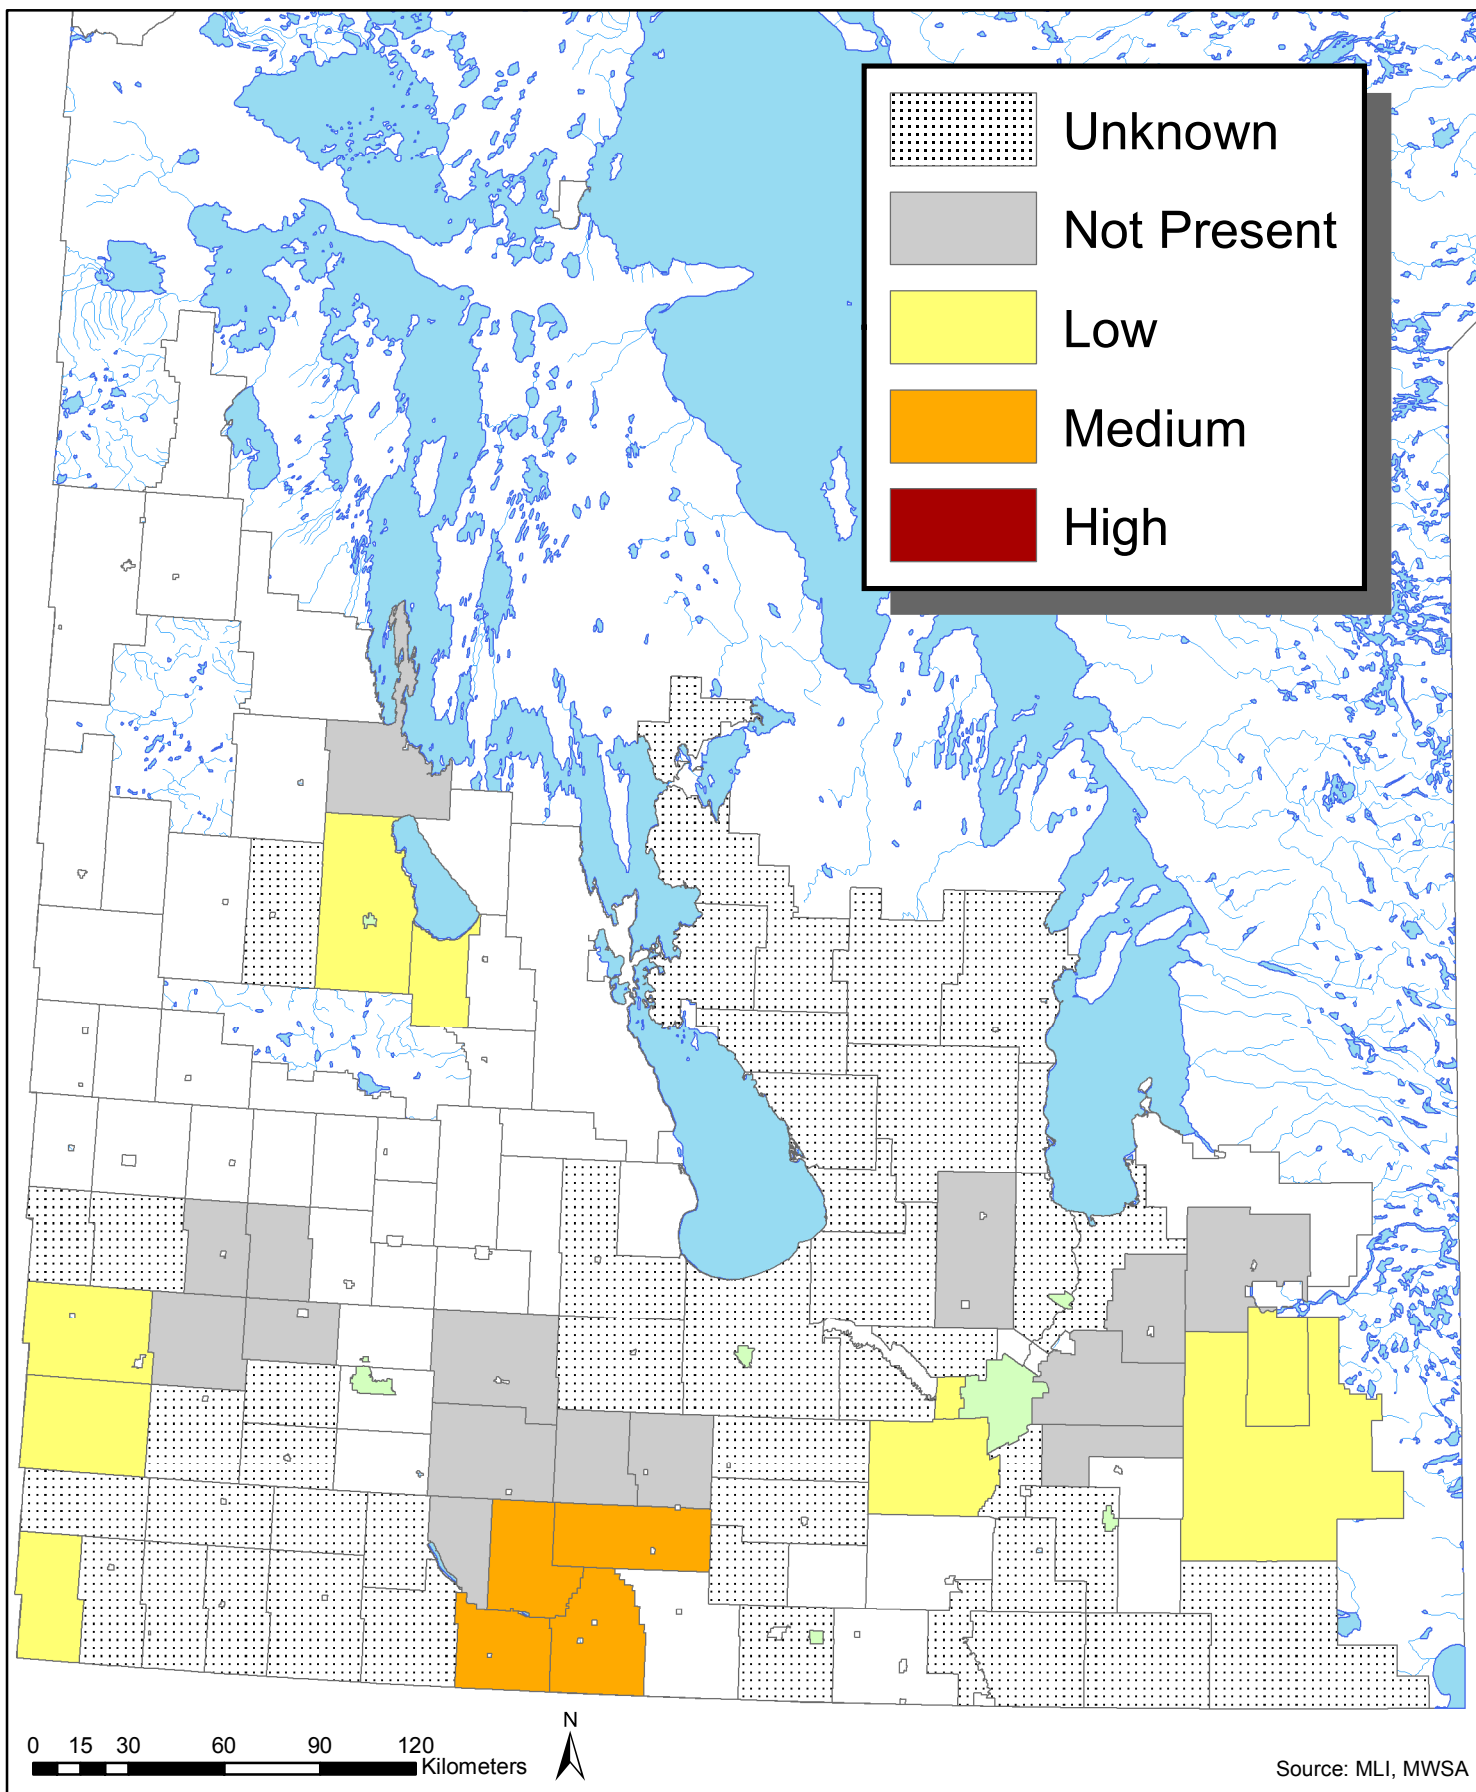 Unknown
Not Present
Low
Medium
High
N
0 15 30 60 90 120
Kilometers
Source: MLI, MWSA